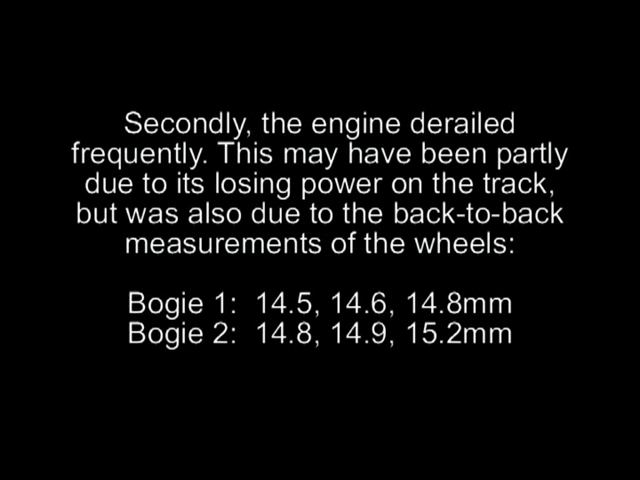 Secondly, the engine derailed
frequently. This may have been partly
due to its losing power on the track,
but was also due to the back-to-back
measurements of the wheels:
Bogie 1:  14.5, 14.6, 14.8mm
Bogie 2:  14.8, 14.9, 15.2mm